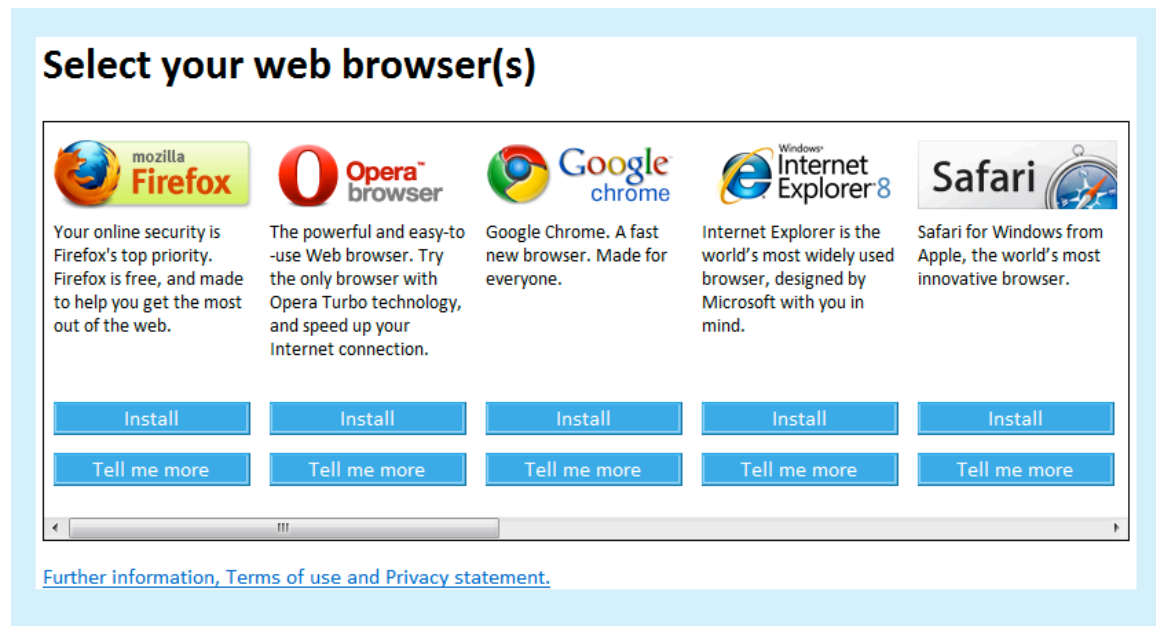 Select your web browser(s)
mozilla
Firefox
Your online security is
Firefox's top priority.
Firefox is free, and made
to help you get the most
out of the web.
Install
Tell me more
Opera™
browser
The powerful and easy-to
-use Web browser. Try
the only browser with
Opera Turbo technology,
and speed up your
Internet connection.
Install
Tell me more
Google
chrome
Google Chrome. A fast
new browser. Made for
everyone.
Install
Tell me more
Windows®
Internet
Explorer 8
Internet Explorer is the
world’s most widely used
browser, designed by
Microsoft with you in
mind.
Install
Tell me more
Safari
Safari for Windows from
Apple, the world’s most
innovative browser.
Install
Tell me more
Further information, Terms of use and Privacy statement.